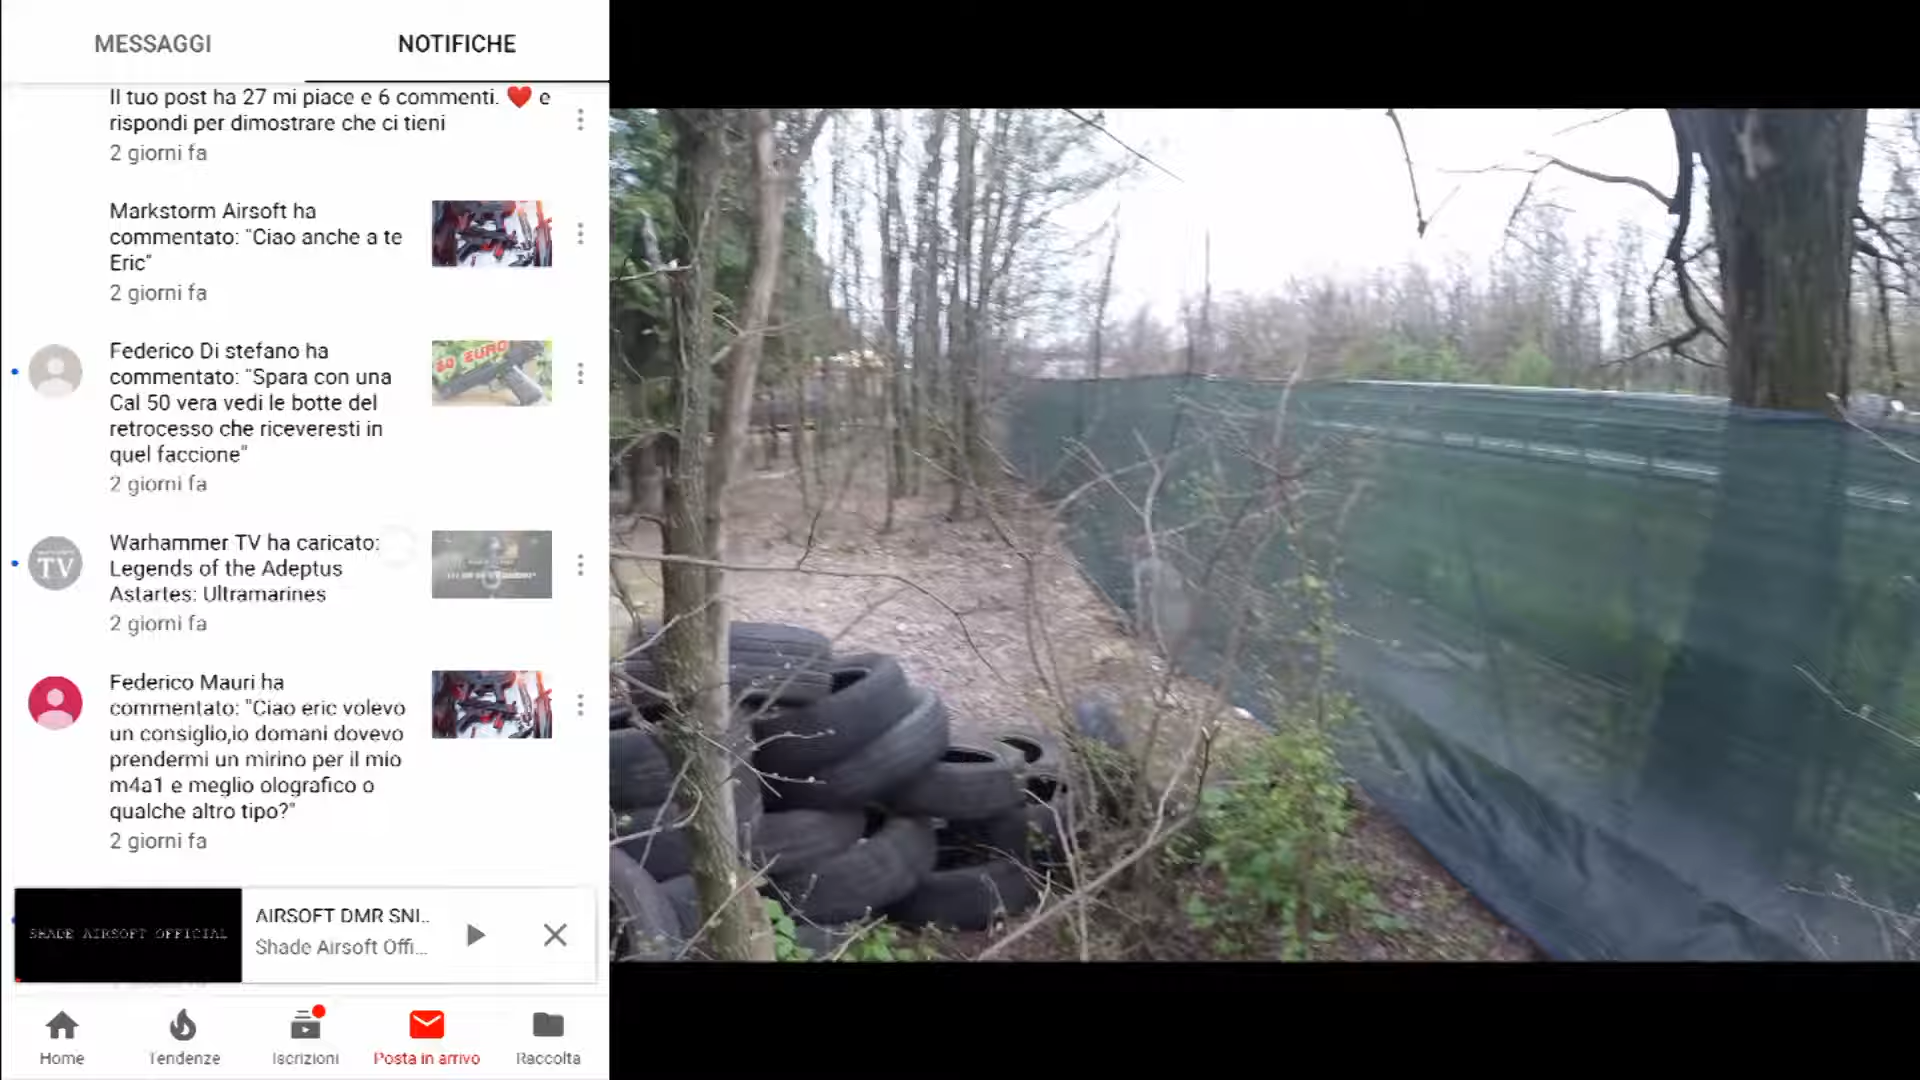 MESSAGGI
NOTIFICHE
Il tuo post ha 27 mi piace e 6 commenti. ❤️ e
rispondi per dimostrare che ci tieni
2 giorni fa
Markstorm Airsoft ha
commentato: "Ciao anche a te
Eric"
2 giorni fa
Federico Di stefano ha
commentato: "Spara con una
Cal 50 vera vedi le botte del
retrocesso che riceveresti in
quel faccione"
2 giorni fa
60 EURO
TV
Warhammer TV ha caricato:
Legends of the Adeptus
Astartes: Ultramarines
2 giorni fa
Federico Mauri ha
commentato: "Ciao eric volevo
un consiglio,io domani dovevo
prendermi un mirino per il mio
m4a1 e meglio olografico o
qualche altro tipo?"
2 giorni fa
SHADE AIRSOFT OFFICIAL
AIRSOFT DMR SNI..
Shade Airsoft Offi...
Home
Tendenze
Iscrizioni
Posta in arrivo
Raccolta